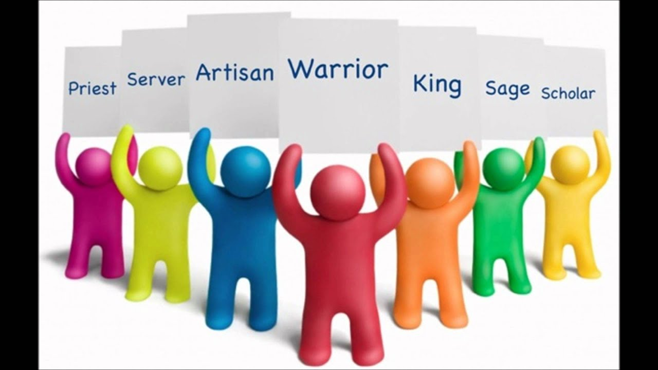 Priest
Server
Artisan
Warrior
King
Sage
Scholar